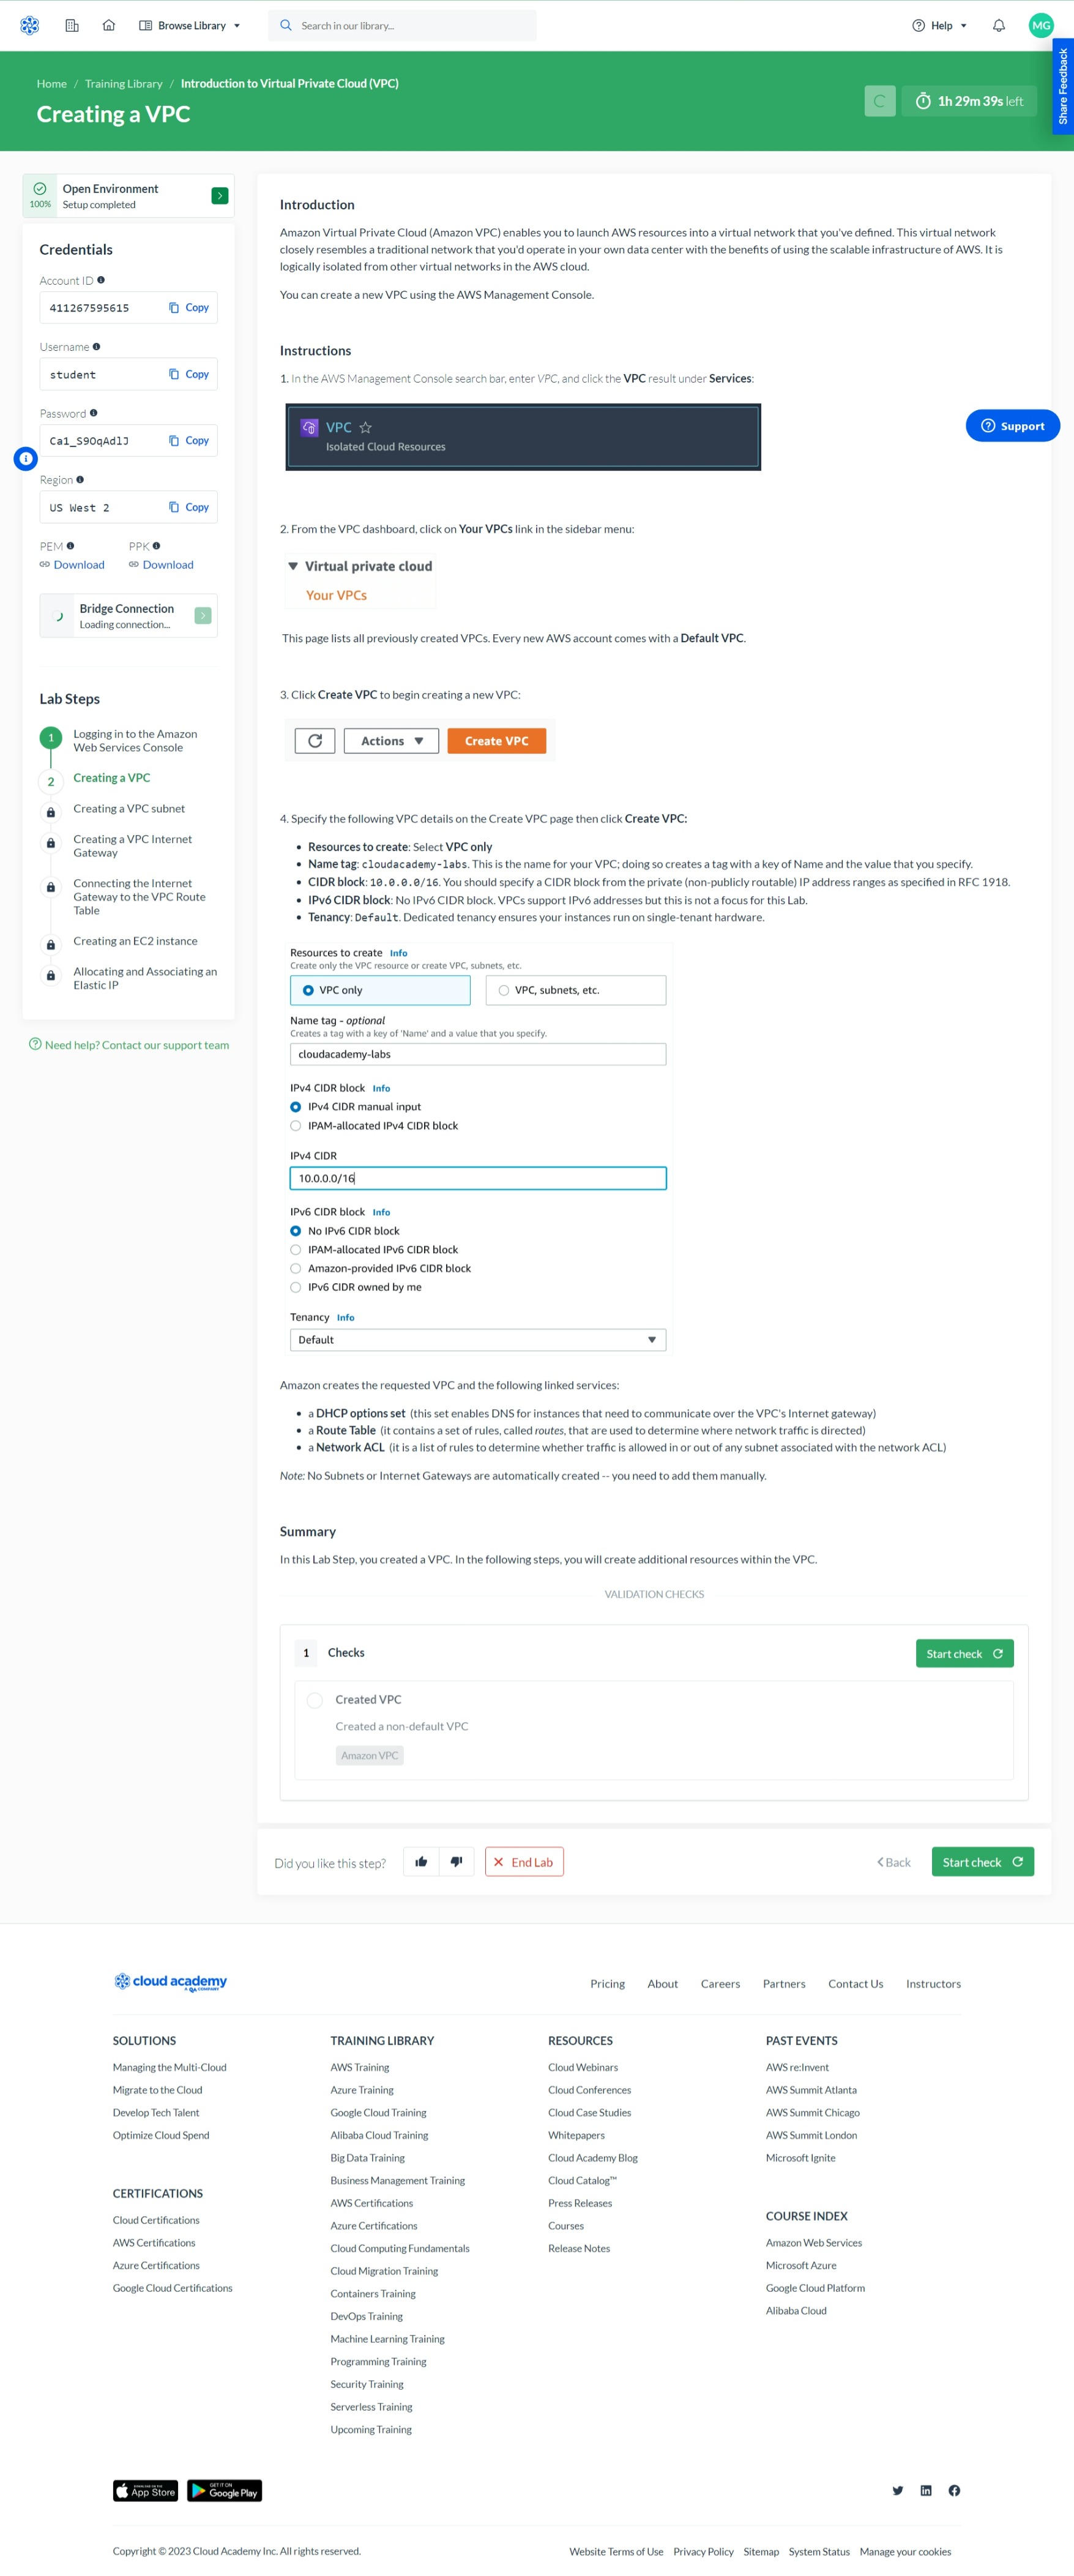 Browse Library
Search in our library...
Help
MG
Share Feedback
Home / Training Library / Introduction to Virtual Private Cloud (VPC)
Creating a VPC
1h 29m 39s left
100%
Open Environment
Setup completed
Credentials
Account ID
411267595615 Copy
Username
student Copy
Password
Ca1_S9OqAdlJ Copy
Region
US West 2 Copy
PEM PPK
Download Download
Bridge Connection
Loading connection...
Lab Steps
1 Logging in to the Amazon
Web Services Console
2 Creating a VPC
Creating a VPC subnet
Creating a VPC Internet
Gateway
Connecting the Internet
Gateway to the VPC Route
Table
Creating an EC2 instance
Allocating and Associating an
Elastic IP
Need help? Contact our support team
Introduction
Amazon Virtual Private Cloud (Amazon VPC) enables you to launch AWS resources into a virtual network that you've defined. This virtual network
closely resembles a traditional network that you'd operate in your own data center with the benefits of using the scalable infrastructure of AWS. It is
logically isolated from other virtual networks in the AWS cloud.
You can create a new VPC using the AWS Management Console.
Instructions
1. In the AWS Management Console search bar, enter VPC, and click the VPC result under Services:
VPC
Isolated Cloud Resources
Support
2. From the VPC dashboard, click on Your VPCs link in the sidebar menu:
Virtual private cloud
Your VPCs
This page lists all previously created VPCs. Every new AWS account comes with a Default VPC.
3. Click Create VPC to begin creating a new VPC:
Actions Create VPC
4. Specify the following VPC details on the Create VPC page then click Create VPC:
• Resources to create: Select VPC only
• Name tag: cloudacademy-labs. This is the name for your VPC; doing so creates a tag with a key of Name and the value that you specify.
• CIDR block: 10.0.0.0/16. You should specify a CIDR block from the private (non-publicly routable) IP address ranges as specified in RFC 1918.
• IPv6 CIDR block: No IPv6 CIDR block. VPCs support IPv6 addresses but this is not a focus for this Lab.
• Tenancy: Default. Dedicated tenancy ensures your instances run on single-tenant hardware.
Resources to create Info
Create only the VPC resource or create VPC, subnets, etc.
VPC only VPC, subnets, etc.
Name tag - optional
Creates a tag with a key of 'Name' and a value that you specify.
cloudacademy-labs
IPv4 CIDR block Info
IPv4 CIDR manual input
IPAM-allocated IPv4 CIDR block
IPv4 CIDR
10.0.0.0/16
IPv6 CIDR block Info
No IPv6 CIDR block
IPAM-allocated IPv6 CIDR block
Amazon-provided IPv6 CIDR block
IPv6 CIDR owned by me
Tenancy Info
Default
Amazon creates the requested VPC and the following linked services:
• a DHCP options set (this set enables DNS for instances that need to communicate over the VPC's Internet gateway)
• a Route Table (it contains a set of rules, called routes, that are used to determine where network traffic is directed)
• a Network ACL (it is a list of rules to determine whether traffic is allowed in or out of any subnet associated with the network ACL)
Note: No Subnets or Internet Gateways are automatically created -- you need to add them manually.
Summary
In this Lab Step, you created a VPC. In the following steps, you will create additional resources within the VPC.
VALIDATION CHECKS
1 Checks Start check
Created VPC
Created a non-default VPC
Amazon VPC
Did you like this step? End Lab Back Start check
cloud academy
A QA COMPANY
Pricing About Careers Partners Contact Us Instructors
SOLUTIONS
Managing the Multi-Cloud
Migrate to the Cloud
Develop Tech Talent
Optimize Cloud Spend
CERTIFICATIONS
Cloud Certifications
AWS Certifications
Azure Certifications
Google Cloud Certifications
TRAINING LIBRARY
AWS Training
Azure Training
Google Cloud Training
Alibaba Cloud Training
Big Data Training
Business Management Training
AWS Certifications
Azure Certifications
Cloud Computing Fundamentals
Cloud Migration Training
Containers Training
DevOps Training
Machine Learning Training
Programming Training
Security Training
Serverless Training
Upcoming Training
RESOURCES
Cloud Webinars
Cloud Conferences
Cloud Case Studies
Whitepapers
Cloud Academy Blog
Cloud Catalog™
Press Releases
Courses
Release Notes
PAST EVENTS
AWS re:Invent
AWS Summit Atlanta
AWS Summit Chicago
AWS Summit London
Microsoft Ignite
COURSE INDEX
Amazon Web Services
Microsoft Azure
Google Cloud Platform
Alibaba Cloud
Download on the
App Store
GET IT ON
Google Play
Copyright © 2023 Cloud Academy Inc. All rights reserved.
Website Terms of Use Privacy Policy Sitemap System Status Manage your cookies